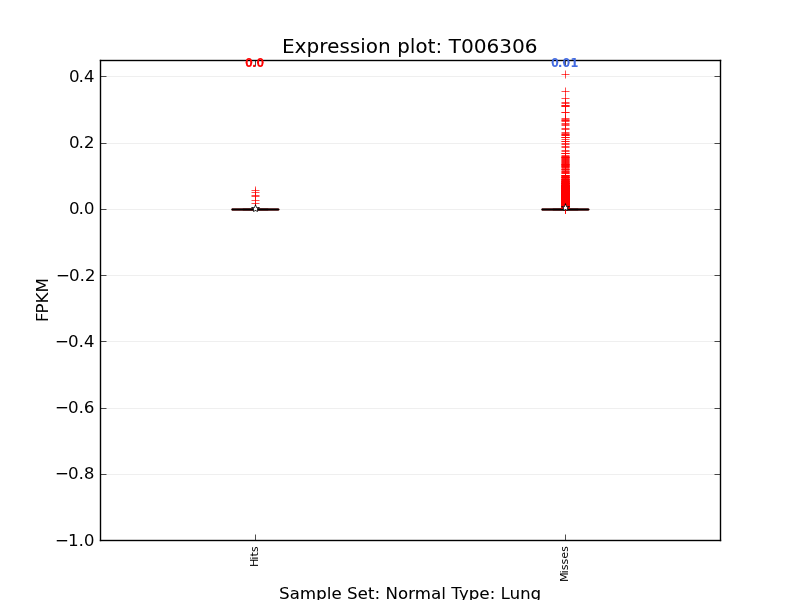 Expression plot: T006306
0.0
0.01
0.4
0.2
0.0
−0.2
−0.4
−0.6
−0.8
−1.0
FPKM
Hits
Misses
Sample Set: Normal Type: Lung